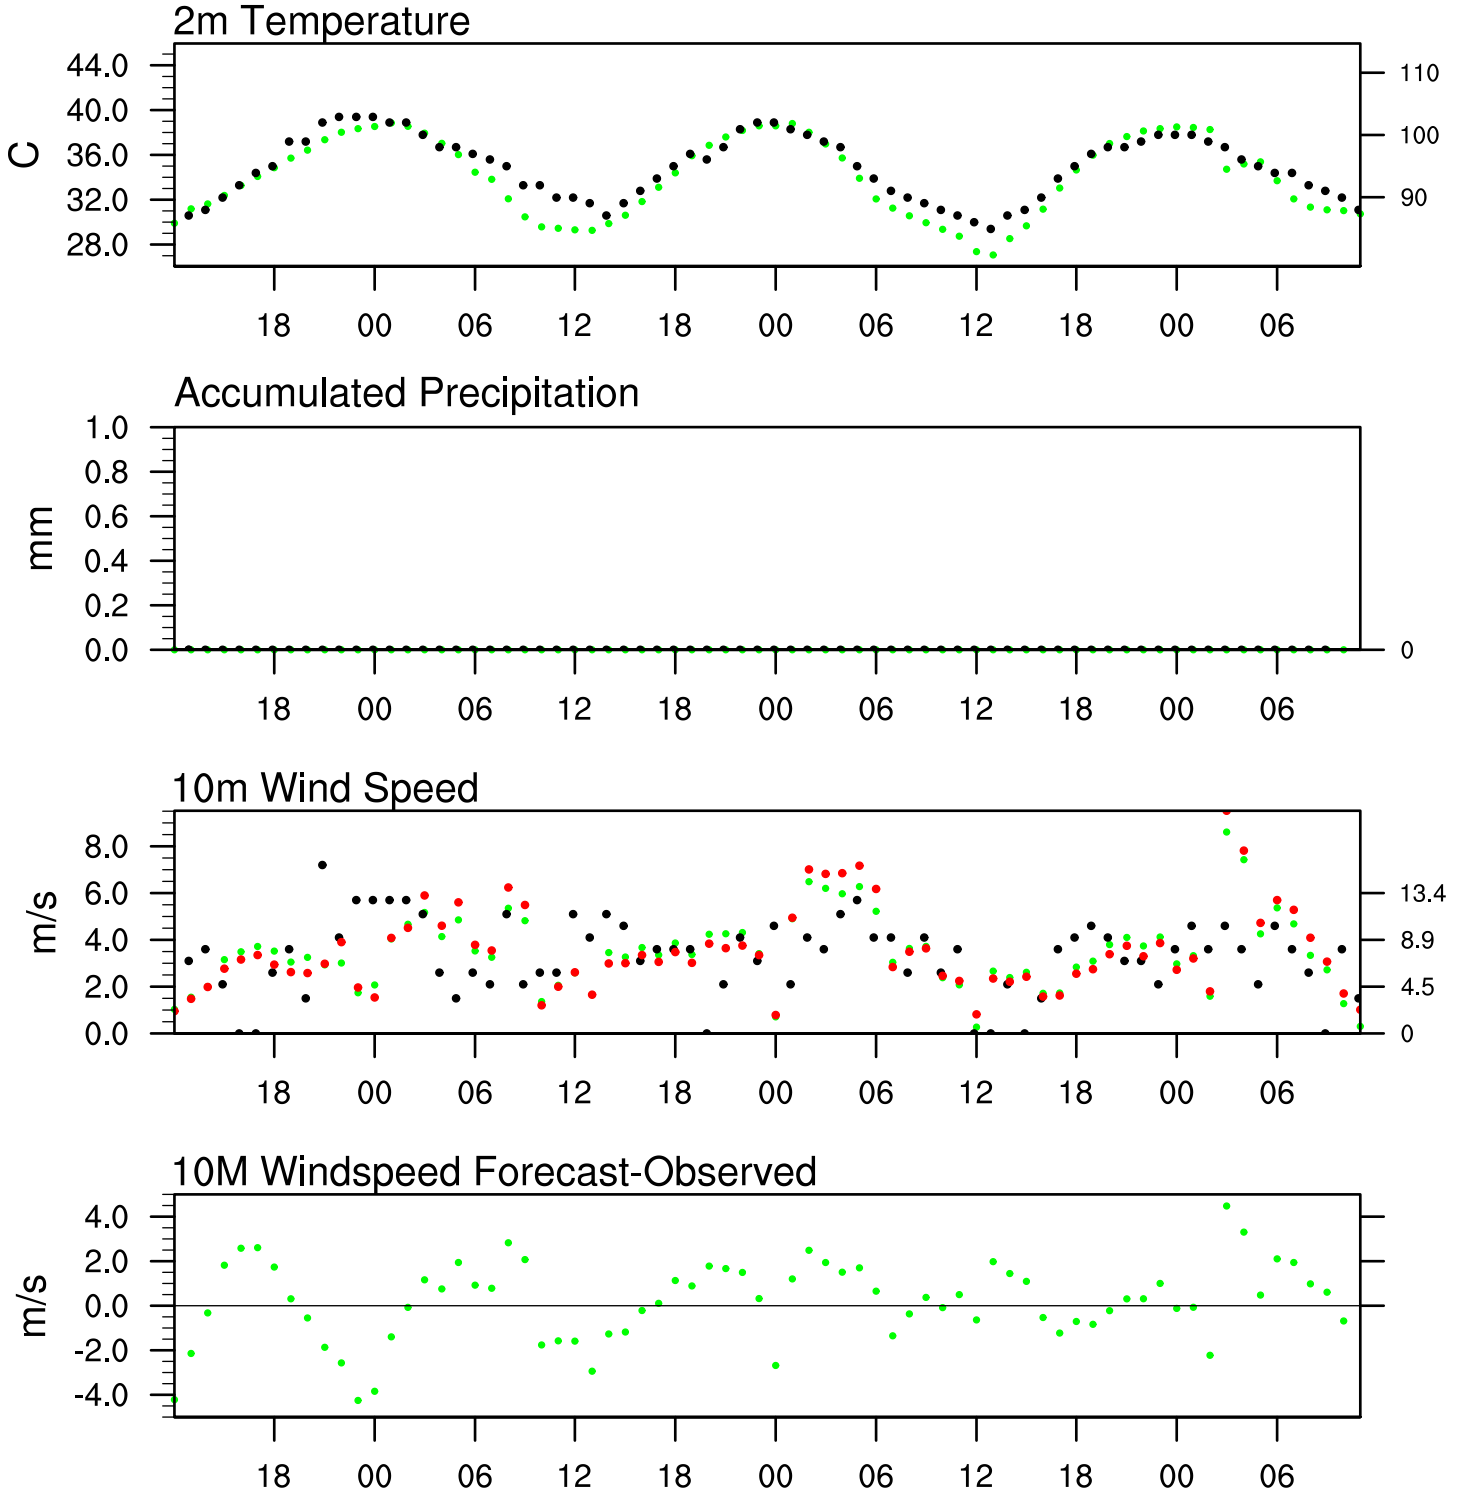 2m Temperature
44.0
40.0
36.0
32.0
28.0
C
110
100
90
18 00 06 12 18 00 06 12 18 00 06
Accumulated Precipitation
1.0
0.8
0.6
0.4
0.2
0.0
mm
0
18 00 06 12 18 00 06 12 18 00 06
10m Wind Speed
8.0
6.0
4.0
2.0
0.0
m/s
13.4
8.9
4.5
0
18 00 06 12 18 00 06 12 18 00 06
10M Windspeed Forecast-Observed
4.0
2.0
0.0
-2.0
-4.0
m/s
18 00 06 12 18 00 06 12 18 00 06